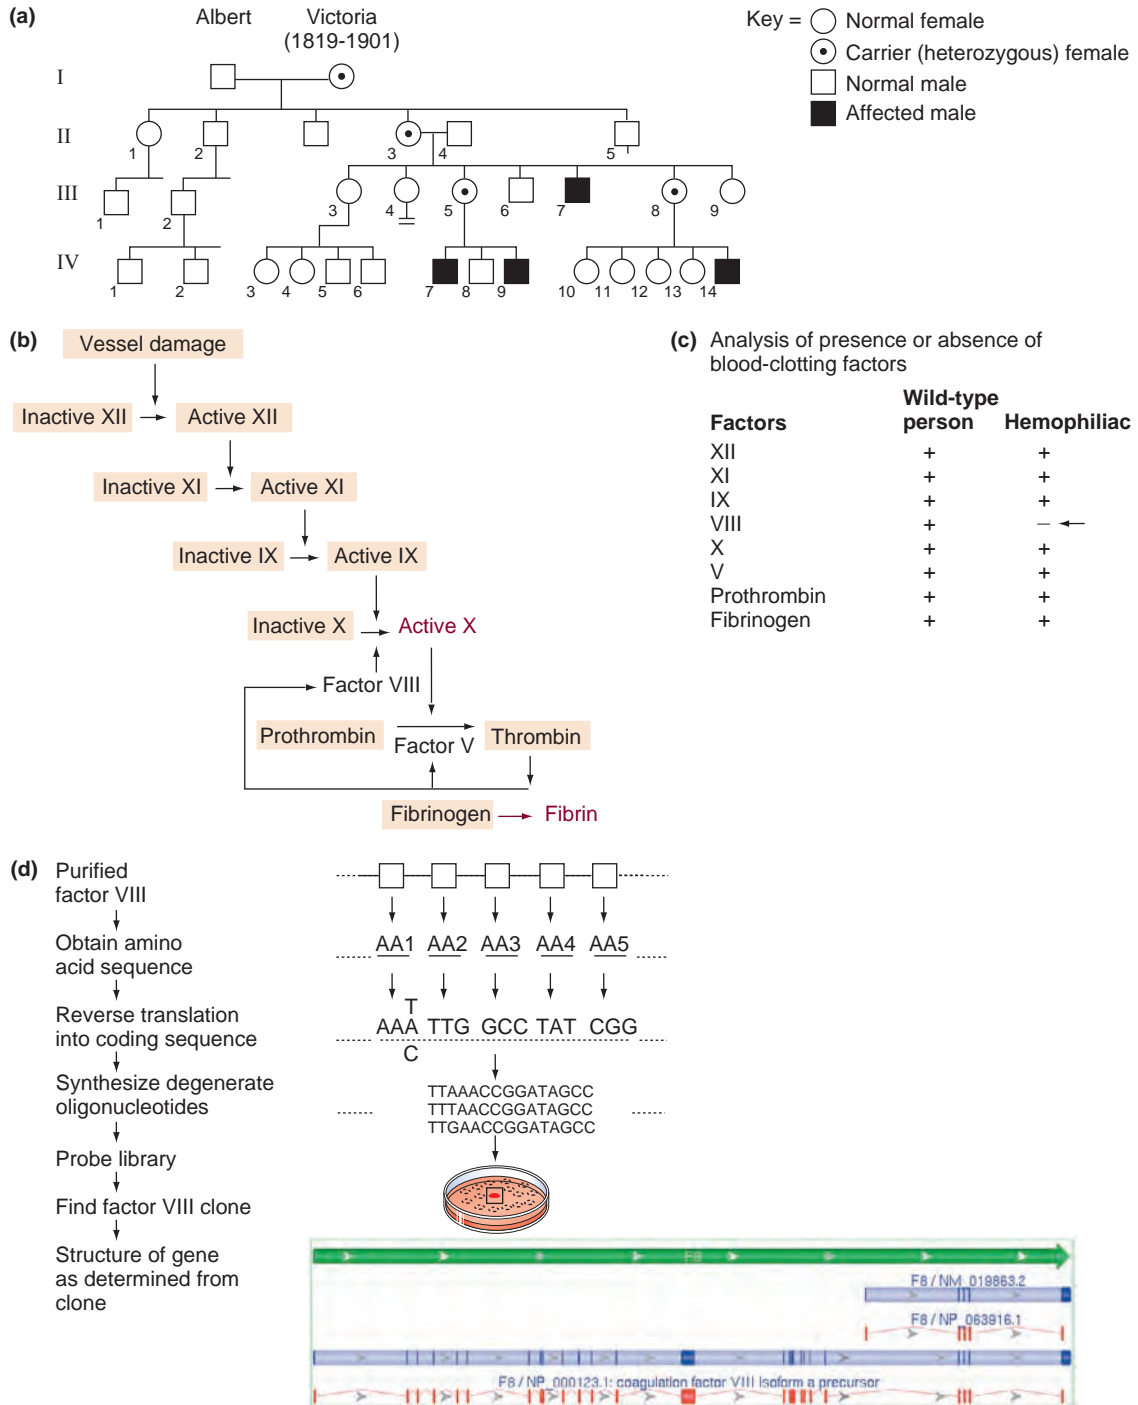 (a)
Albert Victoria
(1819-1901)
Key =
Normal female
Carrier (heterozygous) female
Normal male
Affected male
I
II
1 2 3 4 5
III
1 2 3 4 5 6 7 8 9
IV
1 2 3 4 5 6 7 8 9 10 11 12 13 14
(b)
Vessel damage
Inactive XII Active XII
Inactive XI Active XI
Inactive IX Active IX
Inactive X Active X
Factor VIII
Prothrombin Factor V Thrombin
Fibrinogen Fibrin
(c) Analysis of presence or absence of
blood-clotting factors
Wild-type
Factors person Hemophiliac
XII + +
XI + +
IX + +
VIII + –
X + +
V + +
Prothrombin + +
Fibrinogen + +
(d) Purified
factor VIII
Obtain amino
acid sequence
AA1 AA2 AA3 AA4 AA5
Reverse translation
into coding sequence
T
AAA TTG GCC TAT CGG
C
Synthesize degenerate
oligonucleotides
TTAAACCGGATAGCC
TTTAACCGGATAGCC
TTGAACCGGATAGCC
Probe library
Find factor VIII clone
Structure of gene
as determined from
clone
F8
F8 / NM_019863.2
F8 / NP_063916.1
F8 / NP_000123.1: coagulation factor VIII isoform a precursor